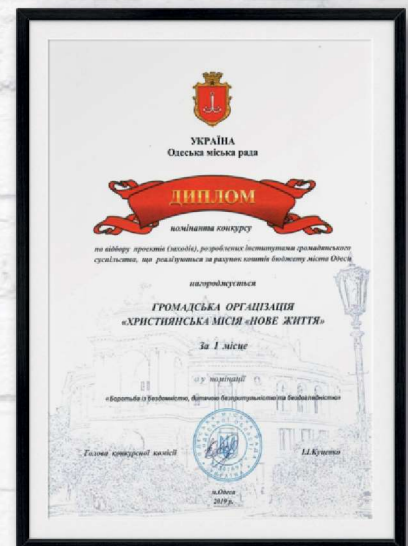 УКРАЇНА
Одеська міська рада
ДИПЛОМ
номінанта конкурсу
по відбору проектів (заходів), розроблених інститутами громадянського
суспільства, що реалізуються за рахунок коштів бюджету міста Одеси
нагороджується
ГРОМАДСЬКА ОРГАЦІЗАЦІЯ
«ХРИСТИЯНСЬКА МІСІЯ «НОВЕ ЖИТТЯ»
За 1 місце
у номінації
«Боротьба із бездомністю, дитячою безпритульністю та бездоглядністю»
Голова конкурсної комісії
м.Одеса
2019 р.